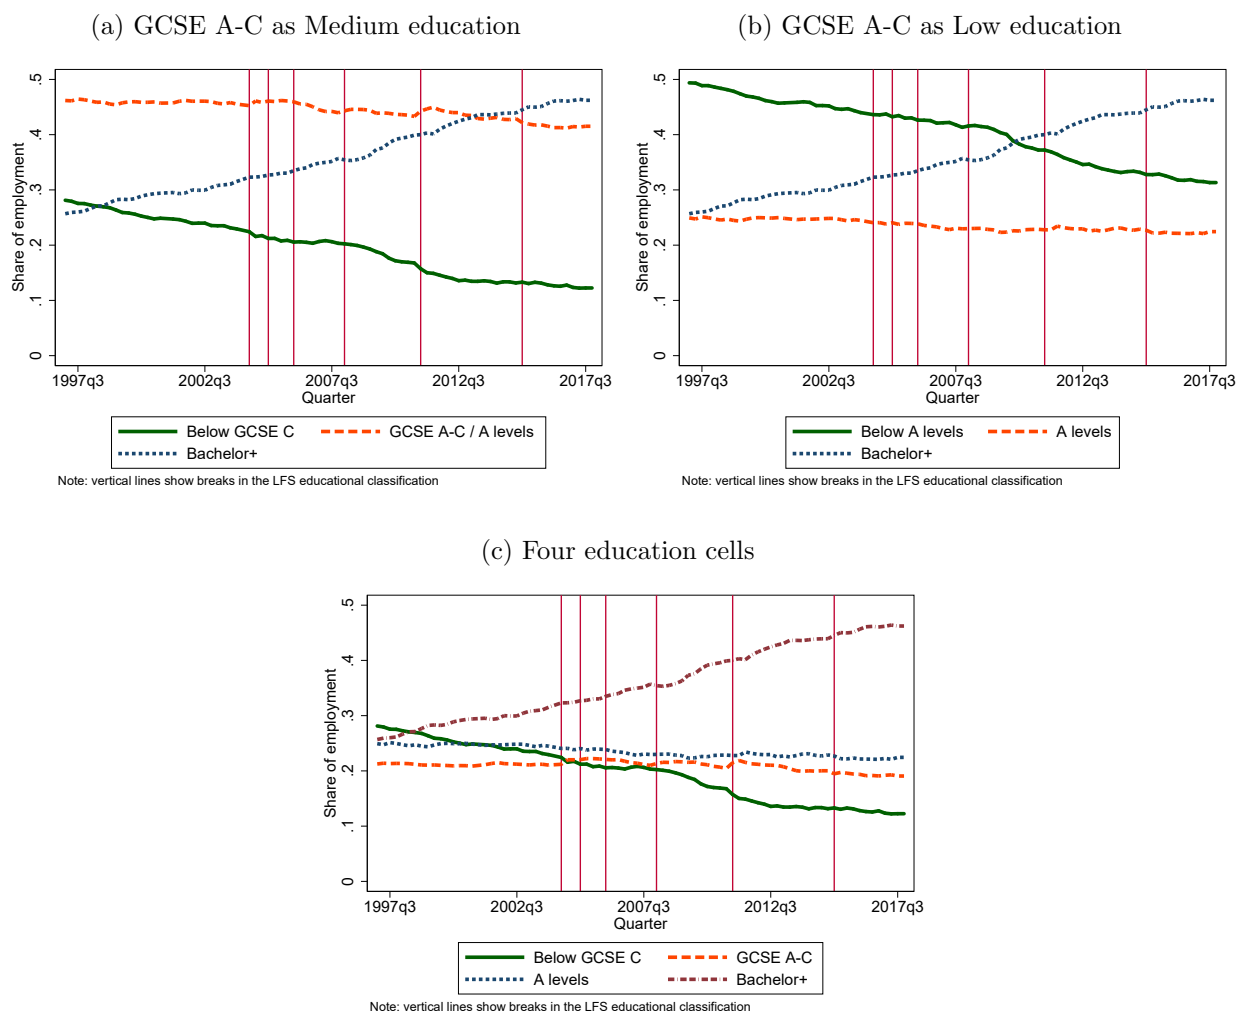 (a) GCSE A-C as Medium education
Share of employment
.5
.4
.3
.2
.1
0
1997q3 2002q3 2007q3 2012q3 2017q3
Quarter
Below GCSE C GCSE A-C / A levels
Bachelor+
Note: vertical lines show breaks in the LFS educational classification
(b) GCSE A-C as Low education
Share of employment
.5
.4
.3
.2
.1
0
1997q3 2002q3 2007q3 2012q3 2017q3
Quarter
Below A levels A levels
Bachelor+
Note: vertical lines show breaks in the LFS educational classification
(c) Four education cells
Share of employment
.5
.4
.3
.2
.1
0
1997q3 2002q3 2007q3 2012q3 2017q3
Quarter
Below GCSE C GCSE A-C
A levels Bachelor+
Note: vertical lines show breaks in the LFS educational classification